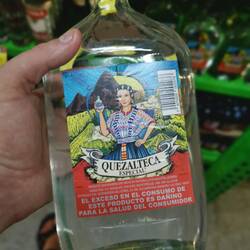 QUEZALTECA
ESPECIAL
EL EXCESO EN EL CONSUMO DE
ESTE PRODUCTO ES DAÑINO
PARA LA SALUD DEL CONSUMIDOR